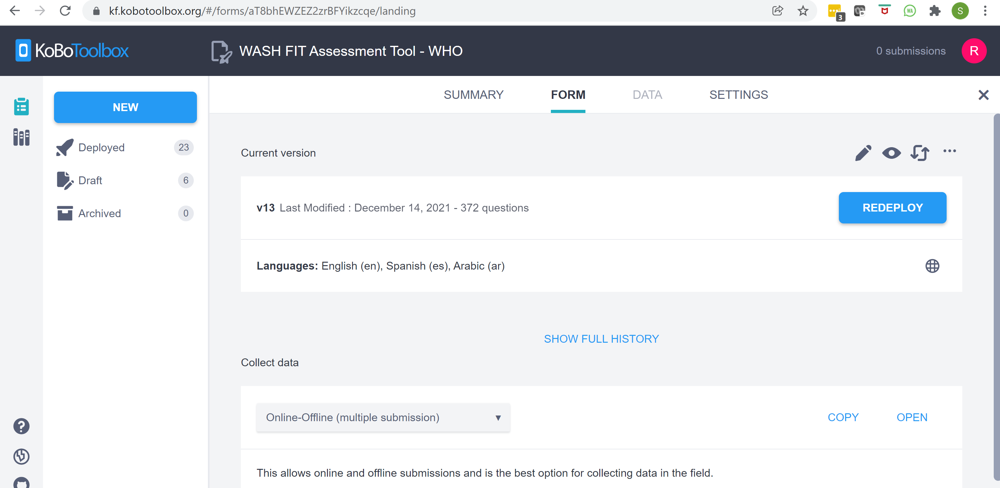 kf.kobotoolbox.org/#/forms/aT8bhEWZEZ2zrBFYikzcqe/landing
3
WA
S
KoBoToolbox
WASH FIT Assessment Tool - WHO
0 submissions
R
NEW
Deployed 23
Draft 6
Archived 0
SUMMARY FORM DATA SETTINGS
Current version
v13 Last Modified : December 14, 2021 - 372 questions
REDEPLOY
Languages: English (en), Spanish (es), Arabic (ar)
SHOW FULL HISTORY
Collect data
Online-Offline (multiple submission)
COPY OPEN
This allows online and offline submissions and is the best option for collecting data in the field.